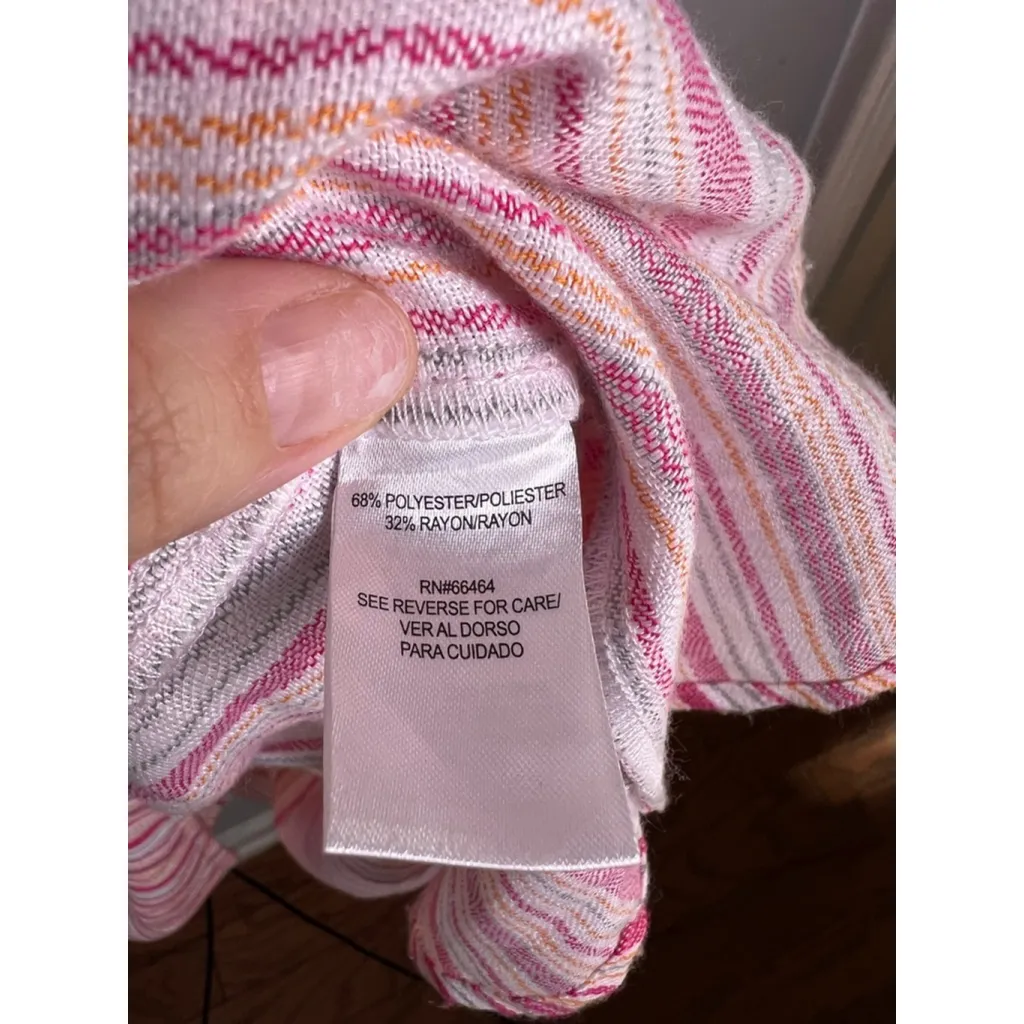 68% POLYESTER/POLIESTER
32% RAYON/RAYON
RN#66464
SEE REVERSE FOR CARE/
VER AL DORSO
PARA CUIDADO